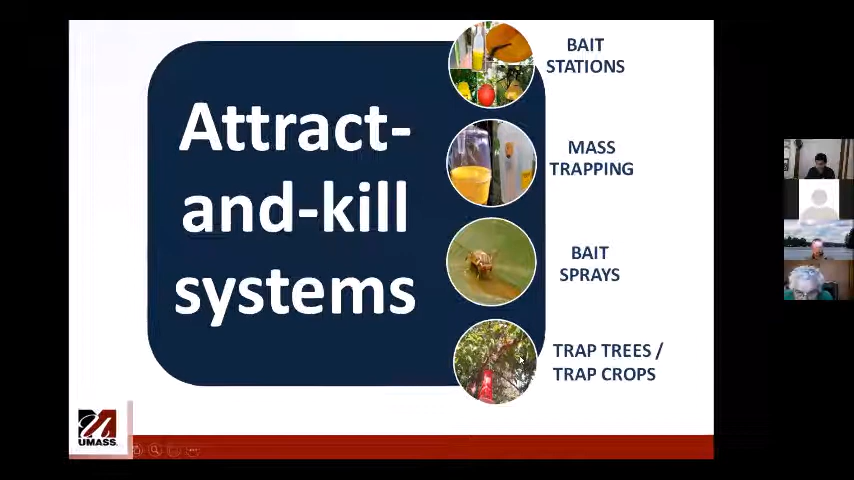 Attract-
and-kill
systems
BAIT
STATIONS
MASS
TRAPPING
BAIT
SPRAYS
TRAP TREES /
TRAP CROPS
UMASS